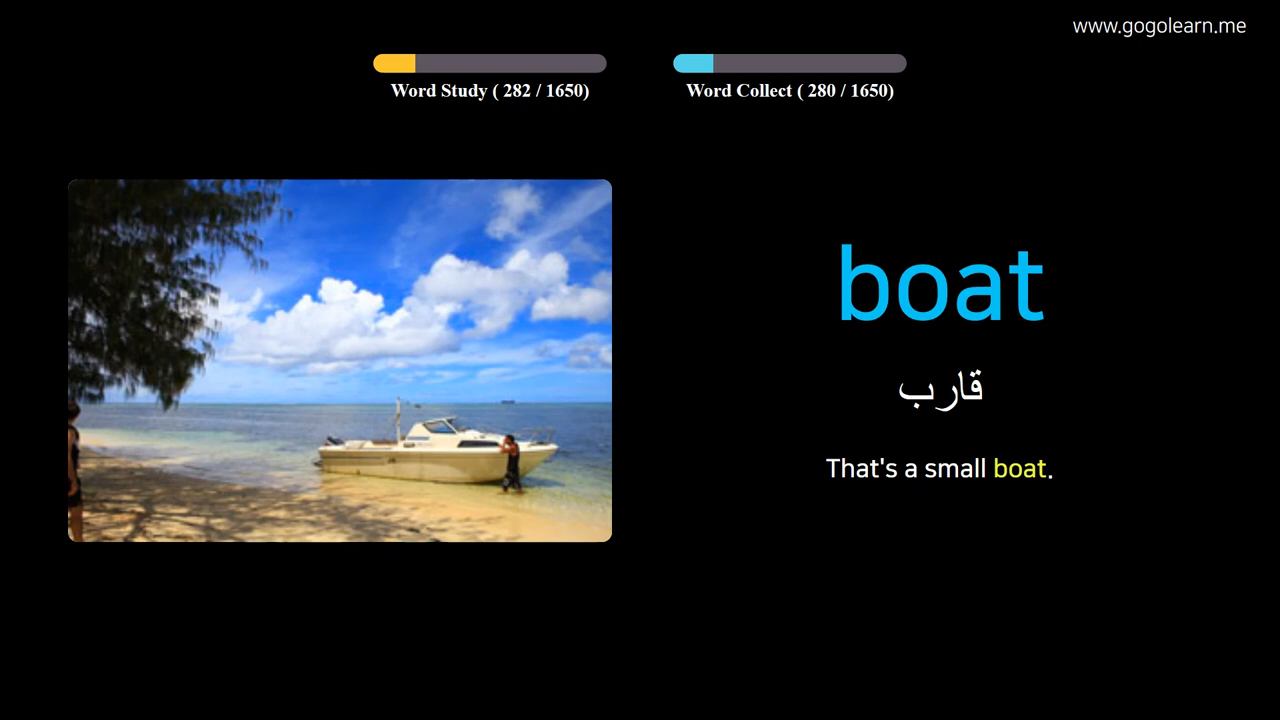 www.gogolearn.me
Word Study ( 282 / 1650)
Word Collect ( 280 / 1650)
boat
قارب
That's a small boat.